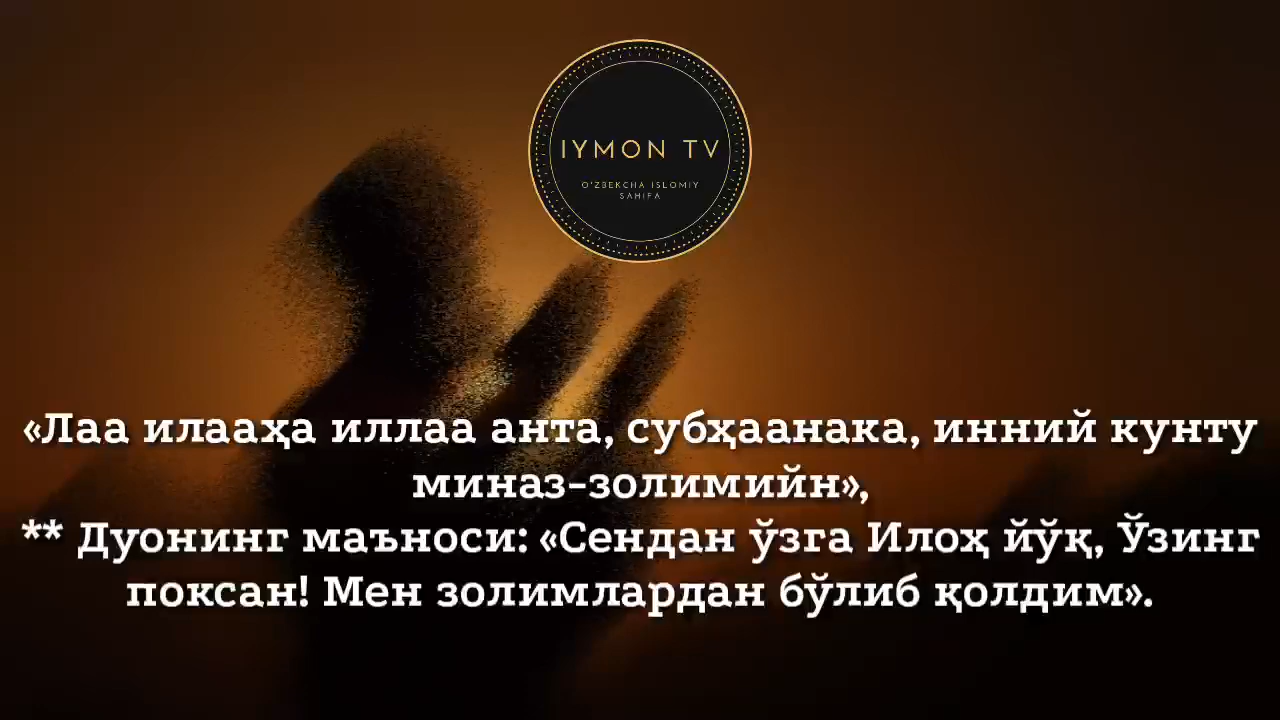 IYMON TV
O'ZBEKCHA ISLOMIY
SAHIFA
«Лаа илааҳа иллаа анта, субҳаанака, инний кунту
миназ-золимийн»,
** Дуонинг маъноси: «Сендан ўзга Илоҳ йўқ, Ўзинг
поксан! Мен золимлардан бўлиб қолдим».